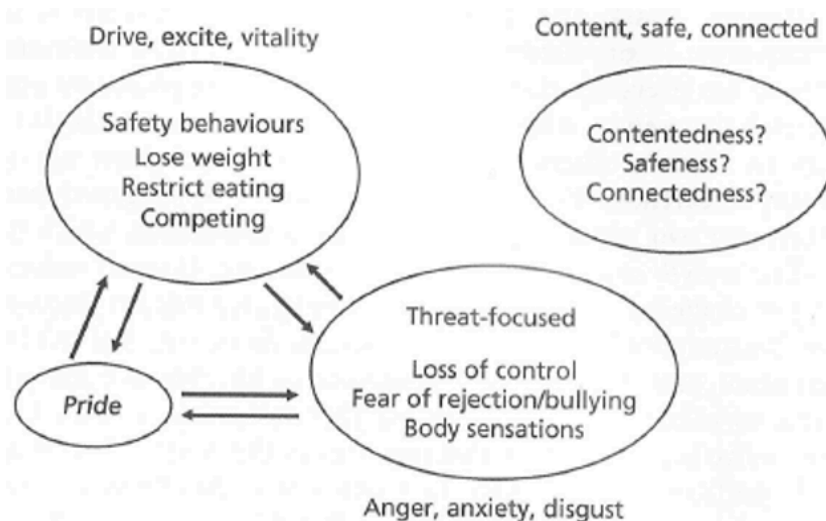 Drive, excite, vitality
Content, safe, connected
Safety behaviours
Lose weight
Restrict eating
Competing
Contentedness?
Safeness?
Connectedness?
Threat-focused
Loss of control
Fear of rejection/bullying
Body sensations
Pride
Anger, anxiety, disgust